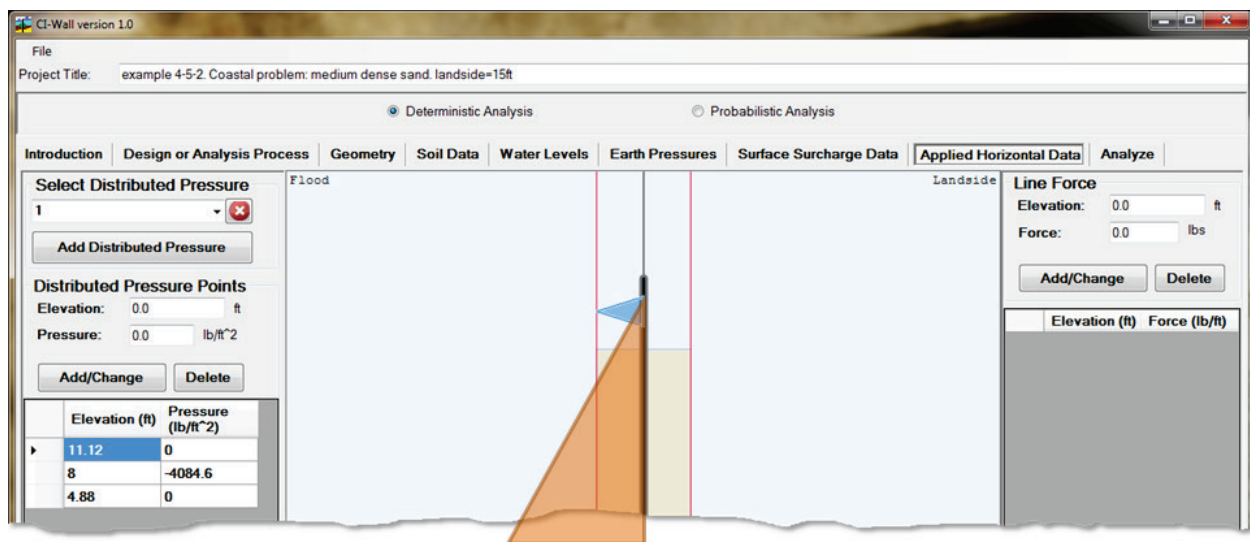 CI-Wall version 1.0
File
Project Title: example 4-5-2. Coastal problem: medium dense sand. landside=15ft
Deterministic Analysis Probabilistic Analysis
Introduction Design or Analysis Process Geometry Soil Data Water Levels Earth Pressures Surface Surcharge Data Applied Horizontal Data Analyze
Select Distributed Pressure
1
Add Distributed Pressure
Distributed Pressure Points
Elevation: 0.0 ft
Pressure: 0.0 lb/ft^2
Add/Change Delete
Elevation (ft) Pressure (lb/ft^2)
11.12 0
8 -4084.6
4.88 0
Flood Landside
Line Force
Elevation: 0.0 ft
Force: 0.0 lbs
Add/Change Delete
Elevation (ft) Force (lb/ft)